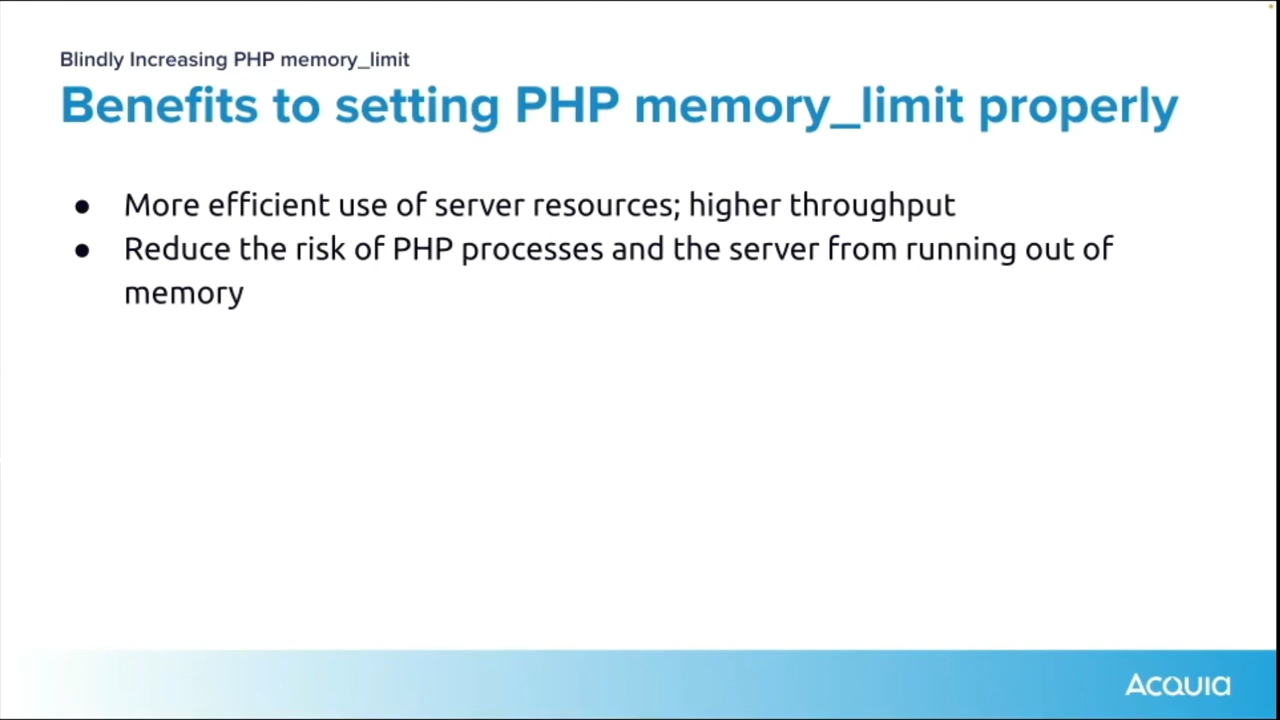 Blindly Increasing PHP memory_limit
Benefits to setting PHP memory_limit properly
● More efficient use of server resources; higher throughput
● Reduce the risk of PHP processes and the server from running out of
memory
Acquia